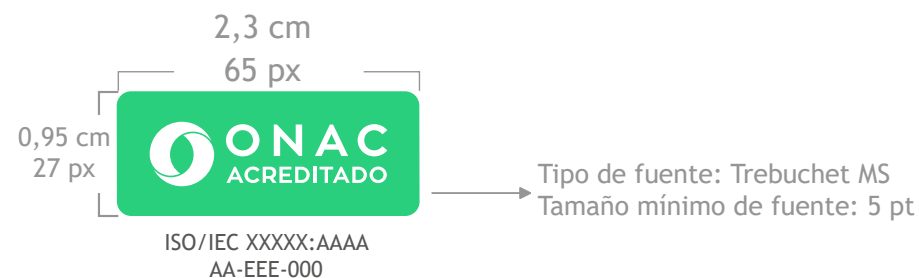 2,3 cm
65 px
0,95 cm
27 px
ONAC
ACREDITADO
Tipo de fuente: Trebuchet MS
Tamaño mínimo de fuente: 5 pt
ISO/IEC XXXXX:AAAA
AA-EEE-000